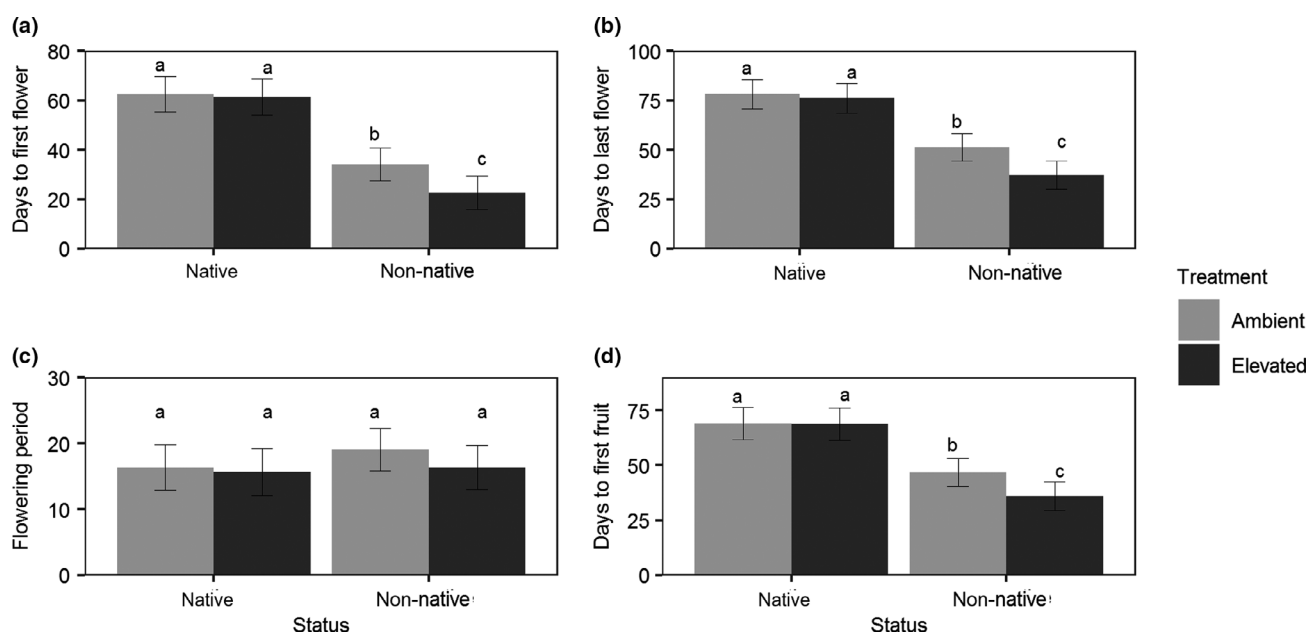 (a)
Days to first flower
80
60
40
20
0
a a b c
Native Non-native
(b)
Days to last flower
100
75
50
25
0
a a b c
Native Non-native
(c)
Flowering period
30
20
10
0
a a a a
Native Non-native
Status
(d)
Days to first fruit
75
50
25
0
a a b c
Native Non-native
Status
Treatment
Ambient
Elevated